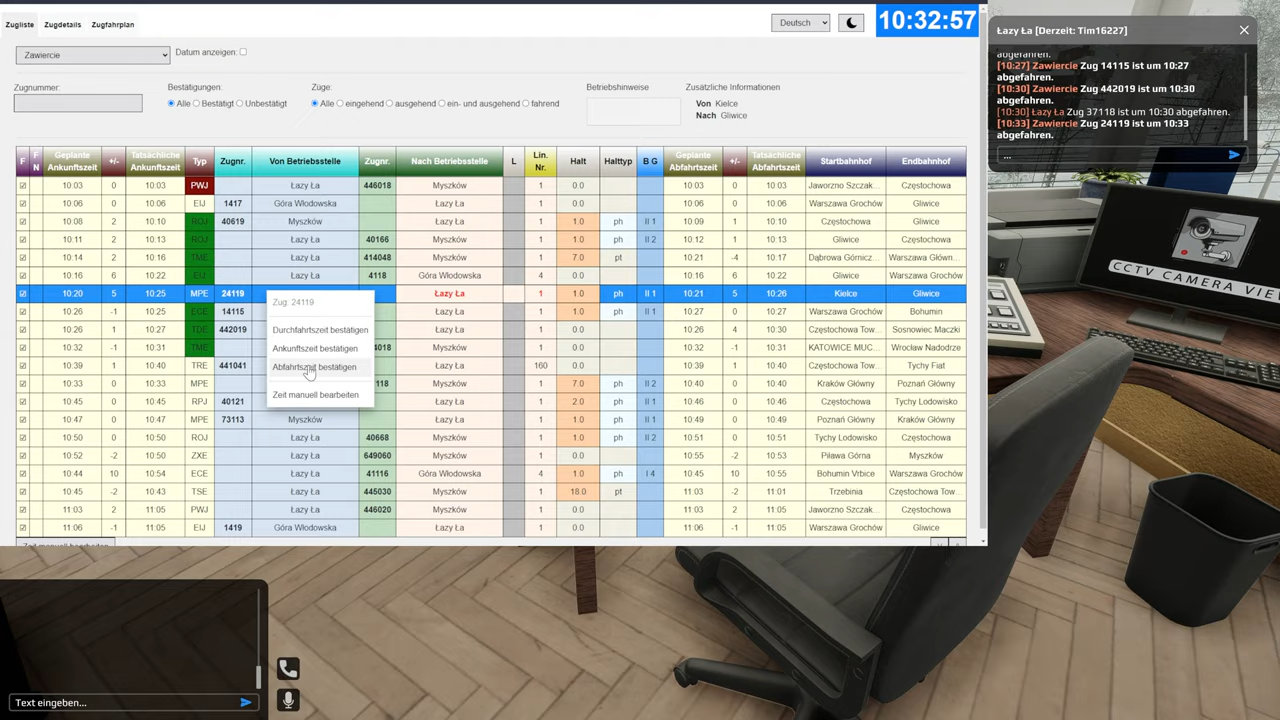 Zugliste Zugdetails Zugfahrplan Deutsch 10:32:57
Zawiercie Datum anzeigen:
Zugnummer: Bestätigungen: Züge: Betriebshinweise Zusätzliche Informationen
Alle Bestätigt Unbestätigt Alle eingehend ausgehend ein- und ausgehend fahrend Von Kielce
Nach Gliwice
F F N Geplante Ankunftszeit +/- Tatsächliche Ankunftszeit Typ Zugnr. Von Betriebsstelle Zugnr. Nach Betriebsstelle L Lin. Nr. Halt Halttyp B G Geplante Abfahrtszeit +/- Tatsächliche Abfahrtszeit Startbahnhof Endbahnhof
10:03 0 10:03 PWJ Łazy Ła 446018 Myszków 1 0.0 10:03 0 10:03 Jaworzno Szczak... Częstochowa
10:06 0 10:06 EIJ 1417 Góra Włodowska Łazy Ła 1 0.0 10:06 0 10:06 Warszawa Grochów Gliwice
10:08 2 10:10 ROJ 40619 Myszków Łazy Ła 1 1.0 ph II 1 10:09 1 10:10 Częstochowa Gliwice
10:11 2 10:13 ROJ Łazy Ła 40166 Myszków 1 1.0 ph II 2 10:12 1 10:13 Gliwice Częstochowa
10:14 2 10:16 TME Łazy Ła 414048 Myszków 1 7.0 pt 10:21 -4 10:17 Dąbrowa Górnicz... Warszawa Główn...
10:16 6 10:22 EIJ Łazy Ła 4118 Góra Włodowska 4 0.0 10:16 6 10:22 Gliwice Warszawa Grochów
10:20 5 10:25 MPE 24119 Łazy Ła 1 1.0 ph II 1 10:21 5 10:26 Kielce Gliwice
10:26 -1 10:25 ECE 14115 Łazy Ła 1 1.0 ph II 1 10:27 0 10:27 Warszawa Grochów Bohumin
10:26 1 10:27 TDE 442019 Łazy Ła 1 0.0 10:26 4 10:30 Częstochowa Tow... Sosnowiec Maczki
10:32 -1 10:31 TME 4018 Myszków 1 0.0 10:32 -1 10:31 KATOWICE MUC... Wrocław Nadodrze
10:39 1 10:40 TRE 441041 Łazy Ła 160 0.0 10:39 1 10:40 Częstochowa Tow... Tychy Fiat
10:33 0 10:33 MPE 118 Myszków 1 7.0 ph II 2 10:40 0 10:40 Kraków Główny Poznań Główny
10:45 0 10:45 RPJ 40121 Łazy Ła 1 2.0 ph II 1 10:46 0 10:46 Częstochowa Tychy Lodowisko
10:48 0 10:48 MPE 73113 Myszków Łazy Ła 1 1.0 ph II 1 10:49 0 10:49 Poznań Główny Kraków Główny
10:50 0 10:50 ROJ Łazy Ła 40668 Myszków 1 1.0 ph II 2 10:51 0 10:51 Tychy Lodowisko Częstochowa
10:52 -2 10:50 ZXE Łazy Ła 649060 Myszków 1 0.0 10:55 -2 10:53 Piława Górna Myszków
10:44 10 10:54 ECE Łazy Ła 41116 Góra Włodowska 4 1.0 ph I 4 10:45 10 10:55 Bohumin Vrbice Warszawa Grochów
10:45 -2 10:43 TSE Łazy Ła 445030 Myszków 1 18.0 pt 11:03 -2 11:01 Trzebinia Częstochowa Tow...
11:03 2 11:05 PWJ Łazy Ła 446020 Myszków 1 0.0 11:03 2 11:05 Jaworzno Szczak... Częstochowa
11:06 -1 11:05 EIJ 1419 Góra Włodowska Łazy Ła 1 0.0 11:06 -1 11:05 Warszawa Grochów Gliwice
Zeit manuell bearbeiten
Zug: 24119
Durchfahrtszeit bestätigen
Ankunftszeit bestätigen
Abfahrtszeit bestätigen
Zeit manuell bearbeiten
Łazy Ła [Derzeit: Tim16227]
abgefahren.
[10:27] Zawiercie Zug 14115 ist um 10:27
abgefahren.
[10:30] Zawiercie Zug 442019 ist um 10:30
abgefahren.
[10:30] Łazy Ła Zug 37118 ist um 10:30 abgefahren.
[10:33] Zawiercie Zug 24119 ist um 10:33
abgefahren.
...
CCTV CAMERA VIE
Text eingeben...